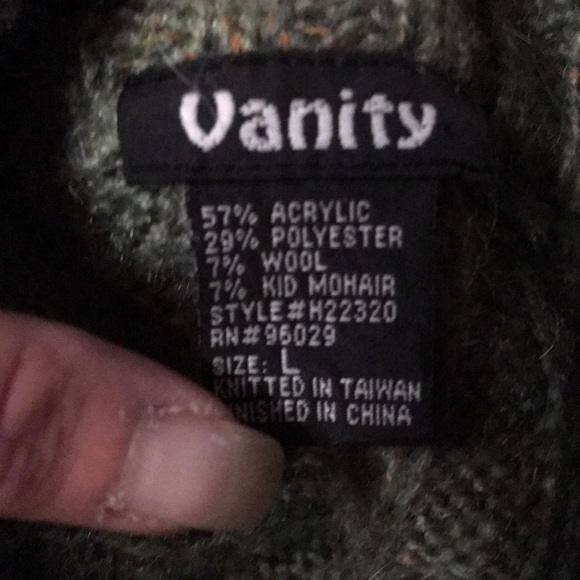 Vanity
57% ACRYLIC
29% POLYESTER
7% WOOL
7% KID MOHAIR
STYLE#H22320
RN#96029
SIZE: L
KNITTED IN TAIWAN
NISHED IN CHINA